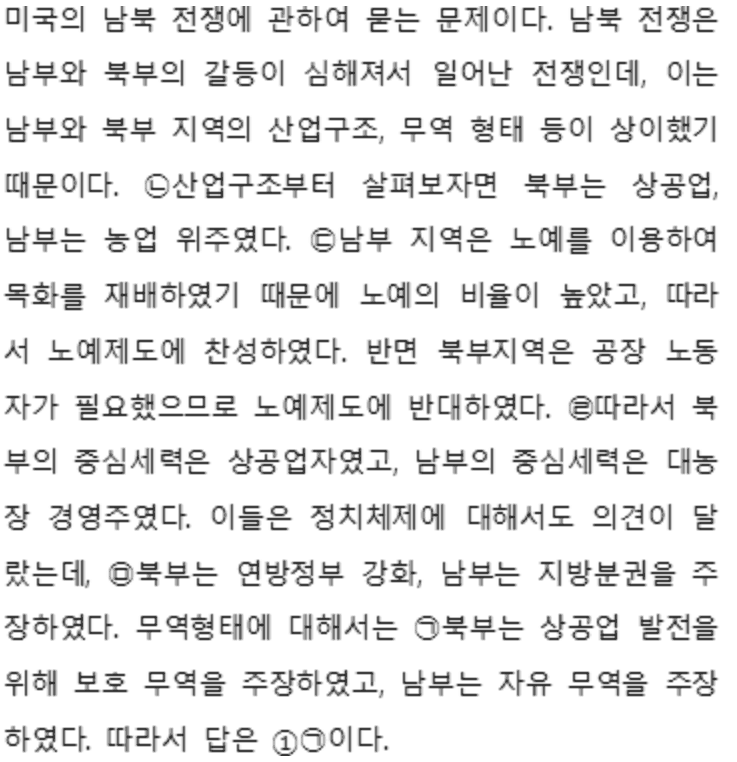 미국의 남북 전쟁에 관하여 묻는 문제이다. 남북 전쟁은
남부와 북부의 갈등이 심해져서 일어난 전쟁인데, 이는
남부와 북부 지역의 산업구조, 무역 형태 등이 상이했기
때문이다. ㉡산업구조부터 살펴보자면 북부는 상공업,
남부는 농업 위주였다. ㉢남부 지역은 노예를 이용하여
목화를 재배하였기 때문에 노예의 비율이 높았고, 따라
서 노예제도에 찬성하였다. 반면 북부지역은 공장 노동
자가 필요했으므로 노예제도에 반대하였다. ㉣따라서 북
부의 중심세력은 상공업자였고, 남부의 중심세력은 대농
장 경영주였다. 이들은 정치체제에 대해서도 의견이 달
랐는데, ㉤북부는 연방정부 강화, 남부는 지방분권을 주
장하였다. 무역형태에 대해서는 ㉠북부는 상공업 발전을
위해 보호 무역을 주장하였고, 남부는 자유 무역을 주장
하였다. 따라서 답은 ①㉠이다.